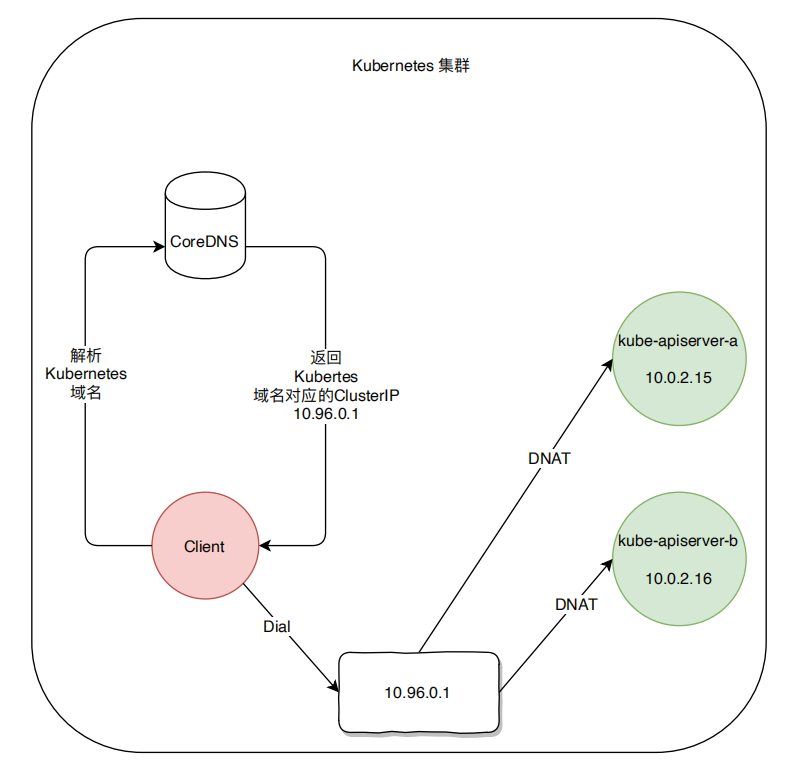 Kubernetes 集群
CoreDNS
解析
Kubernetes
域名
返回
Kubertes
域名对应的ClusterIP
10.96.0.1
kube-apiserver-a
10.0.2.15
DNAT
Client
kube-apiserver-b
10.0.2.16
DNAT
Dial
10.96.0.1